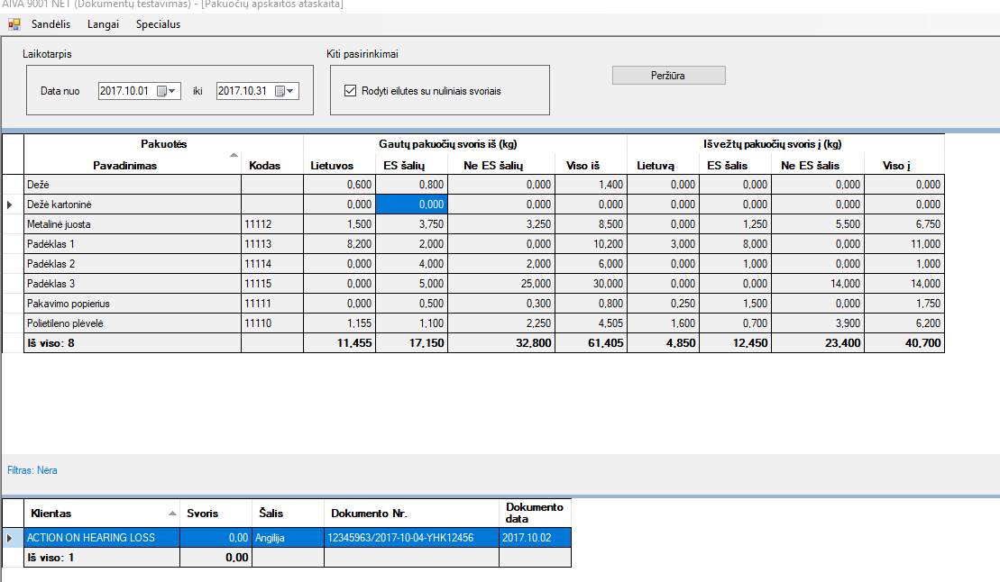 AIVA 9001 NET (Dokumentų testavimas) - [Pakuočių apskaitos ataskaita]
Sandėlis Langai Specialus
Laikotarpis Kiti pasirinkimai
Data nuo 2017.10.01 iki 2017.10.31 Rodyti eilutes su nuliniais svoriais Peržiūra
Pakuotės Gautų pakuočių svoris iš (kg) Išvežtų pakuočių svoris į (kg)
Pavadinimas Kodas Lietuvos ES šalių Ne ES šalių Viso iš Lietuvą ES šalis Ne ES šalis Viso į
Dežė 0,600 0,800 0,000 1,400 0,000 0,000 0,000 0,000
Dežė kartoninė 0,000 0,000 0,000 0,000 0,000 0,000 0,000 0,000
Metalinė juosta 11112 1,500 3,750 3,250 8,500 0,000 1,250 5,500 6,750
Padėklas 1 11113 8,200 2,000 0,000 10,200 3,000 8,000 0,000 11,000
Padėklas 2 11114 0,000 4,000 2,000 6,000 0,000 1,000 0,000 1,000
Padėklas 3 11115 0,000 5,000 25,000 30,000 0,000 0,000 14,000 14,000
Pakavimo popierius 11111 0,000 0,500 0,300 0,800 0,250 1,500 0,000 1,750
Polietileno plėvelė 11110 1,155 1,100 2,250 4,505 1,600 0,700 3,900 6,200
Iš viso: 8 11,455 17,150 32,800 61,405 4,850 12,450 23,400 40,700
Filtras: Nėra
Klientas Svoris Šalis Dokumento Nr. Dokumento
data
ACTION ON HEARING LOSS 0,00 Anglija 12345963/2017-10-04-YHK12456 2017.10.02
Iš viso: 1 0,00